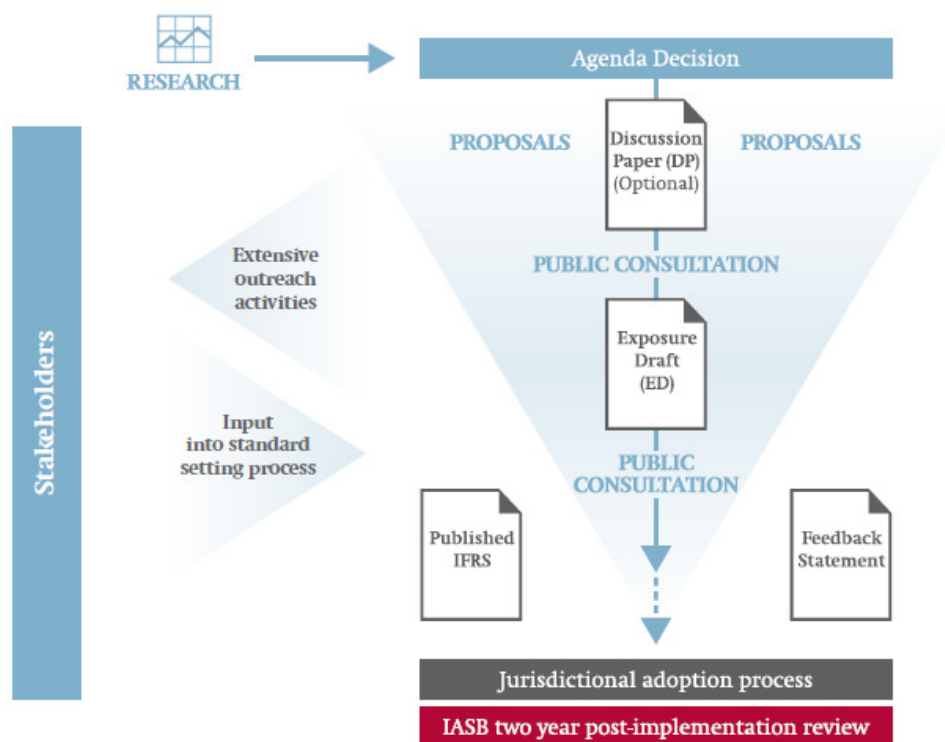 RESEARCH
Agenda Decision
Stakeholders
PROPOSALS
Discussion
Paper (DP)
(Optional)
PROPOSALS
Extensive
outreach
activities
PUBLIC CONSULTATION
Exposure
Draft
(ED)
Input
into standard
setting process
PUBLIC
CONSULTATION
Published
IFRS
Feedback
Statement
Jurisdictional adoption process
IASB two year post-implementation review